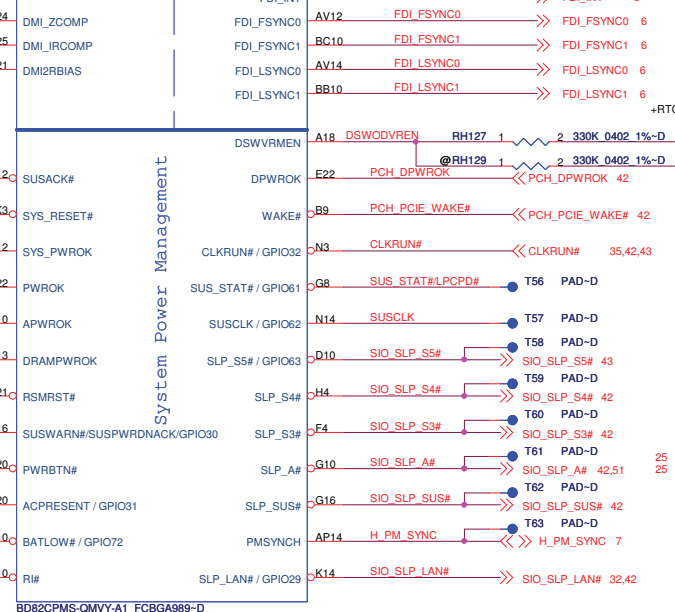 DMI_ZCOMP FDI_FSYNC0 AV12 FDI_FSYNC0 FDI_FSYNC0 6
DMI_IRCOMP FDI_FSYNC1 BC10 FDI_FSYNC1 FDI_FSYNC1 6
DMI2RBIAS FDI_LSYNC0 AV14 FDI_LSYNC0 FDI_LSYNC0 6
FDI_LSYNC1 BB10 FDI_LSYNC1 FDI_LSYNC1 6
+RTC
DSWVRMEN A18 DSWODVREN RH127 1 2 330K_0402_1%~D
@RH129 1 2 330K_0402_1%~D
SUSACK# DPWROK E22 PCH_DPWROK PCH_DPWROK 42
SYS_RESET# WAKE# B9 PCH_PCIE_WAKE# PCH_PCIE_WAKE# 42
SYS_PWROK CLKRUN# / GPIO32 N3 CLKRUN# CLKRUN# 35,42,43
PWROK SUS_STAT# / GPIO61 G8 SUS_STAT#/LPCPD# T56 PAD~D
APWROK SUSCLK / GPIO62 N14 SUSCLK T57 PAD~D
T58 PAD~D
DRAMPWROK SLP_S5# / GPIO63 D10 SIO_SLP_S5# SIO_SLP_S5# 43
T59 PAD~D
RSMRST# SLP_S4# H4 SIO_SLP_S4# SIO_SLP_S4# 42
T60 PAD~D
SUSWARN#/SUSPWRDNACK/GPIO30 SLP_S3# F4 SIO_SLP_S3# SIO_SLP_S3# 42
T61 PAD~D 25
PWRBTN# SLP_A# G10 SIO_SLP_A# SIO_SLP_A# 42,51 25
T62 PAD~D
ACPRESENT / GPIO31 SLP_SUS# G16 SIO_SLP_SUS# SIO_SLP_SUS# 42
T63 PAD~D
BATLOW# / GPIO72 PMSYNCH AP14 H_PM_SYNC H_PM_SYNC 7
RI# SLP_LAN# / GPIO29 K14 SIO_SLP_LAN# SIO_SLP_LAN# 32,42
System Power Management
BD82CPMS-QMVY-A1_FCBGA989~D